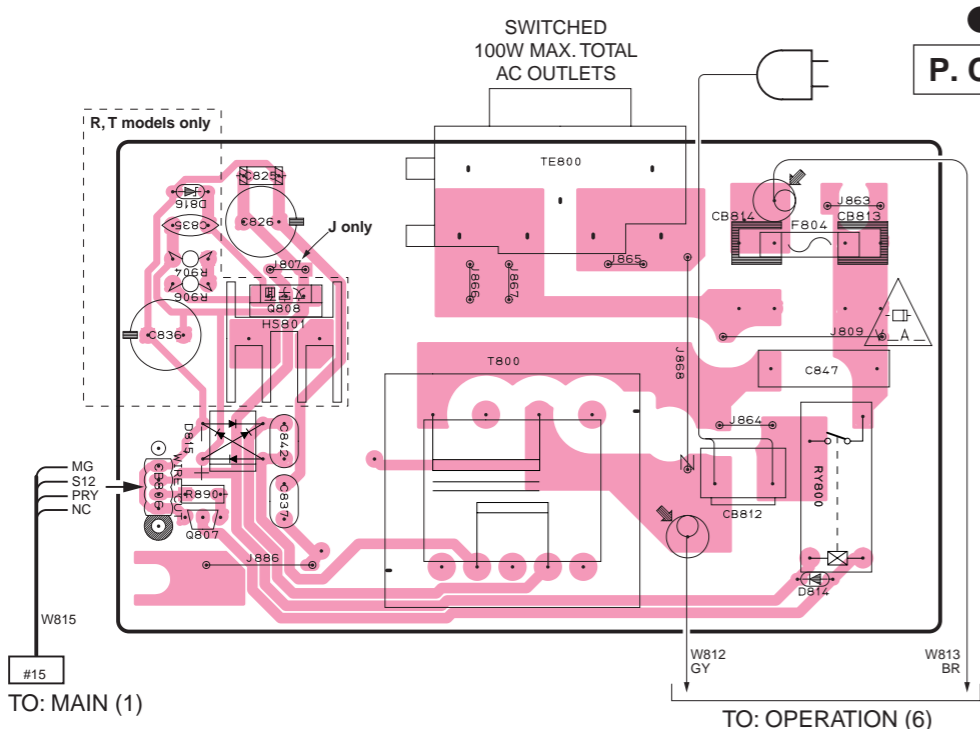 SWITCHED
100W MAX. TOTAL
AC OUTLETS
P. C
R, T models only
TE800
C825
D816
C826
C835
J only
J807
R904
R906
Q808
HS801
C836
CB814
J863
CB813
F804
J866
J867
J865
J809
V A
J868
T800
C847
J864
N
RY800
CB812
D815
C842
WIRE CUT
R890
C837
Q807
J886
D814
MG
S12
PRY
NC
W815
#15
TO: MAIN (1)
W812
GY
W813
BR
TO: OPERATION (6)